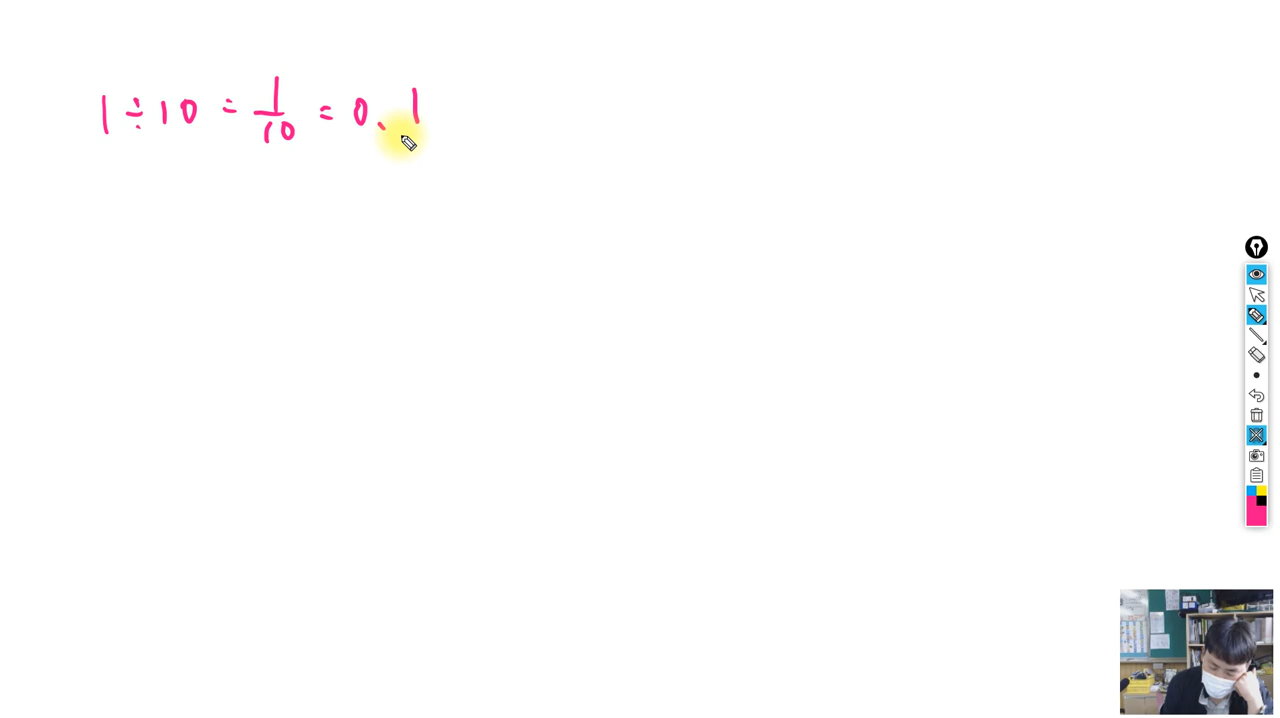 1 ÷ 10 = 1/10 = 0.1